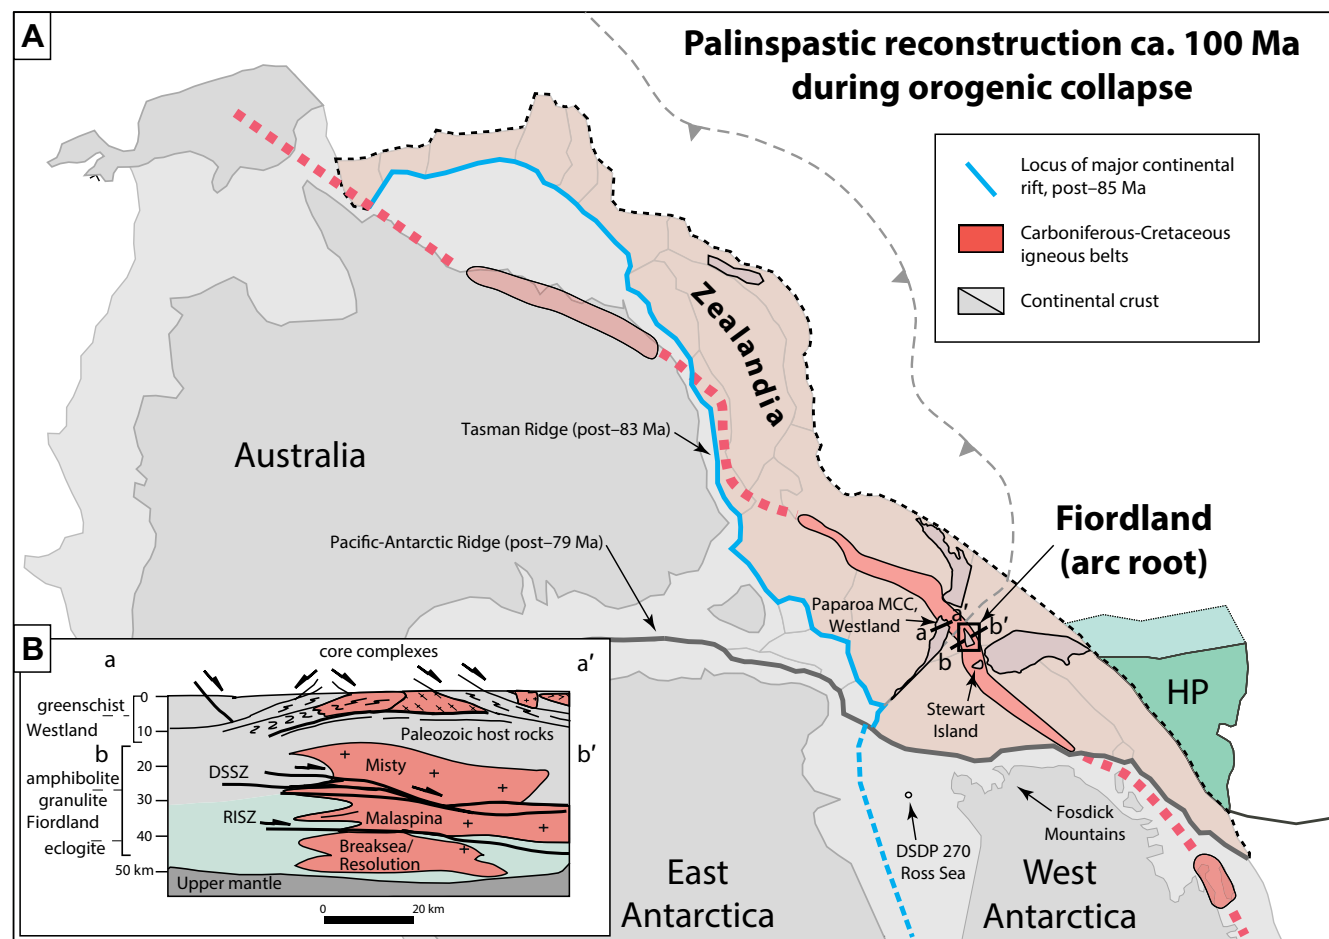 A
Palinspastic reconstruction ca. 100 Ma
during orogenic collapse
Locus of major continental
rift, post–85 Ma
Carboniferous-Cretaceous
igneous belts
Continental crust
Zealandia
Australia
Tasman Ridge (post–83 Ma)
Pacific-Antarctic Ridge (post–79 Ma)
Fiordland
(arc root)
Paparoa MCC,
Westland
a
a′
b
b′
Stewart
Island
HP
Fosdick
Mountains
DSDP 270
Ross Sea
East
Antarctica
West
Antarctica
B
core complexes
a
a′
greenschist
Westland
0
10
Paleozoic host rocks
b
b′
amphibolite
granulite
Fiordland
eclogite
20
30
40
50 km
DSSZ
Misty
RISZ
Malaspina
Breaksea/
Resolution
Upper mantle
0
20 km